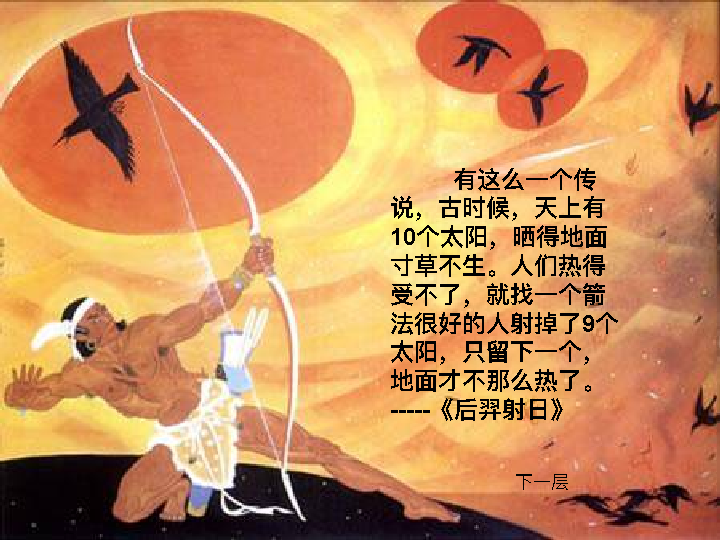 有这么一个传
说，古时候，天上有
10个太阳，晒得地面
寸草不生。人们热得
受不了，就找一个箭
法很好的人射掉了9个
太阳，只留下一个，
地面才不那么热了。
-----《后羿射日》
下一层